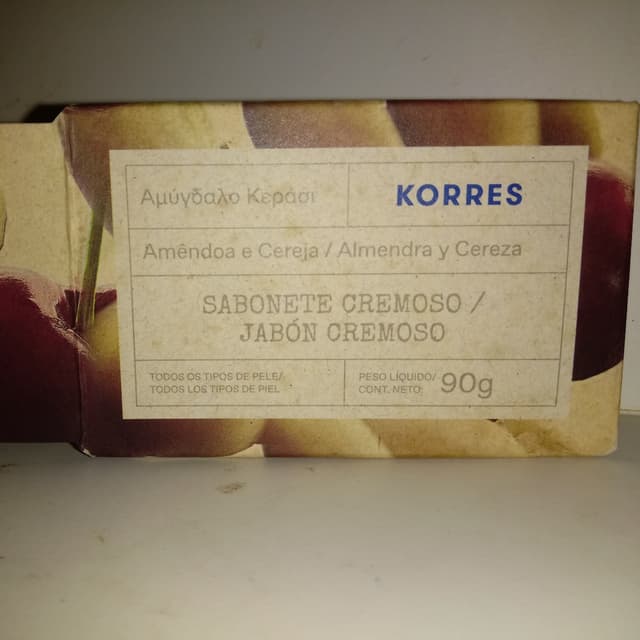 Αμύγδαλο Κεράσι
KORRES
Amêndoa e Cereja / Almendra y Cereza
SABONETE CREMOSO /
JABÓN CREMOSO
TODOS OS TIPOS DE PELE/
TODOS LOS TIPOS DE PIEL
PESO LÍQUIDO/
CONT. NETO:
90g